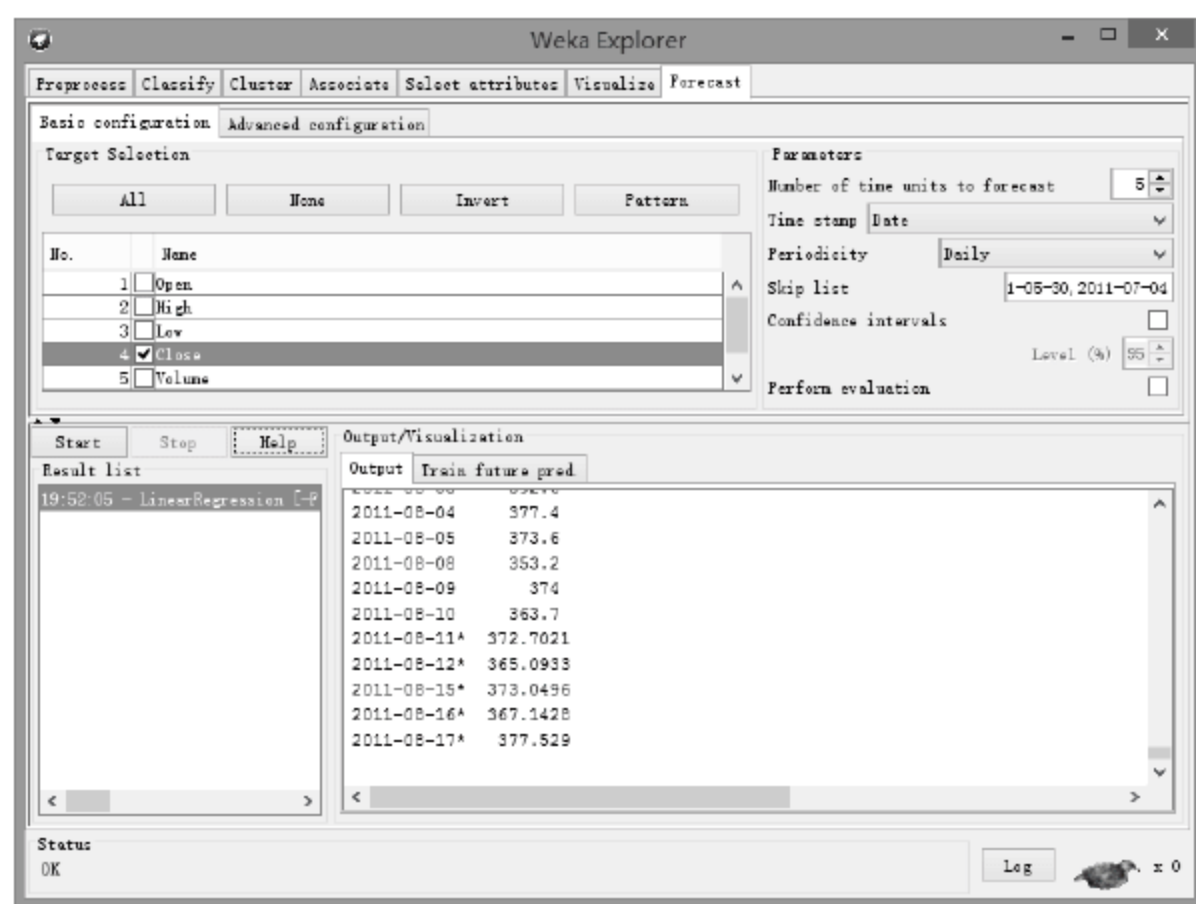 Weka Explorer
Preprocess Classify Cluster Associate Select attributes Visualize Forecast
Basic configuration Advanced configuration
Target Selection
All None Invert Pattern
No. Name
1 Open
2 High
3 Low
4 Close
5 Volume
Parameters
Number of time units to forecast 5
Time stamp Date
Periodicity Daily
Skip list 1-05-30, 2011-07-04
Confidence intervals
Level (%) 95
Perform evaluation
Start Stop Help
Result list
19:52:05 - LinearRegression [-P
Output/Visualization
Output Train future pred.
2011-08-04 377.4
2011-08-05 373.6
2011-08-08 353.2
2011-08-09 374
2011-08-10 363.7
2011-08-11* 372.7021
2011-08-12* 365.0933
2011-08-15* 373.0496
2011-08-16* 367.1428
2011-08-17* 377.529
Status
OK
Log x 0